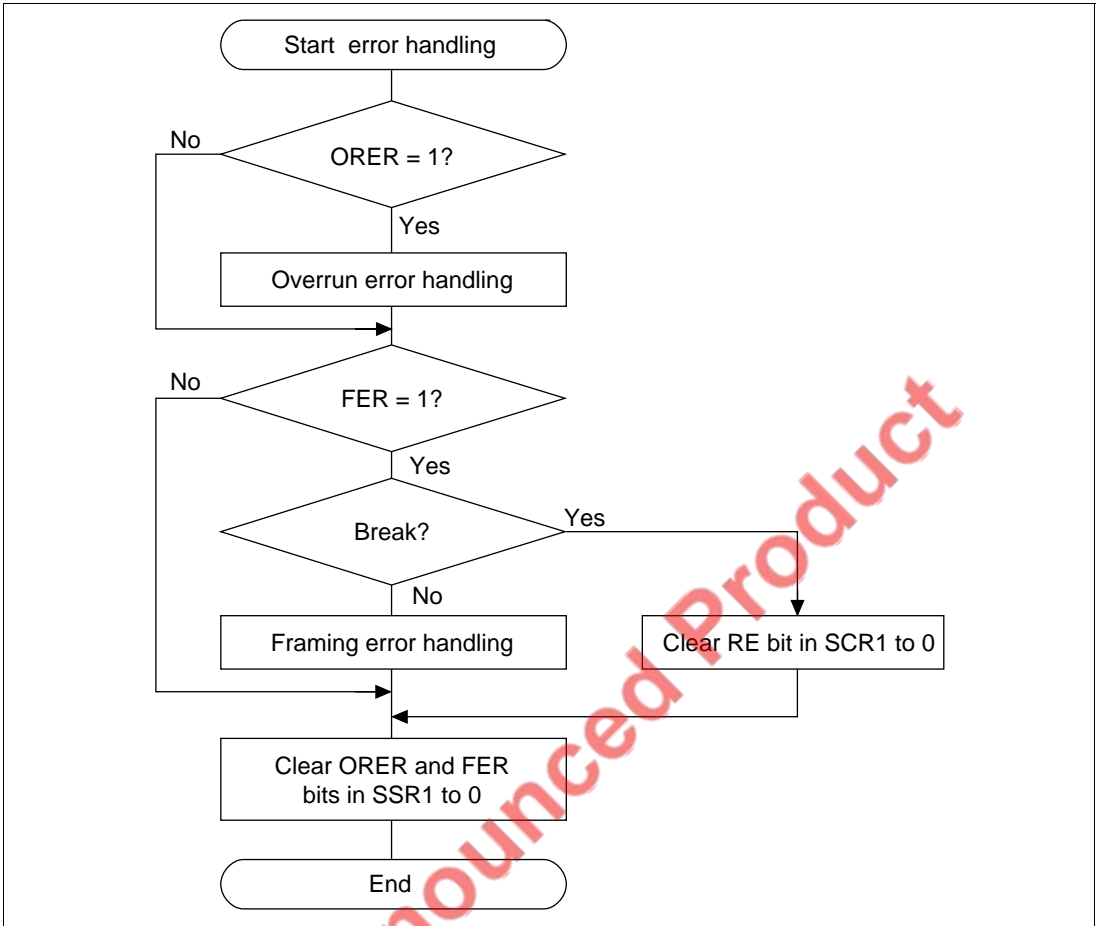 Start error handling
No
ORER = 1?
Yes
Overrun error handling
No
FER = 1?
Yes
Break?
Yes
No
Framing error handling
Clear RE bit in SCR1 to 0
Clear ORER and FER
bits in SSR1 to 0
End
nounced Product